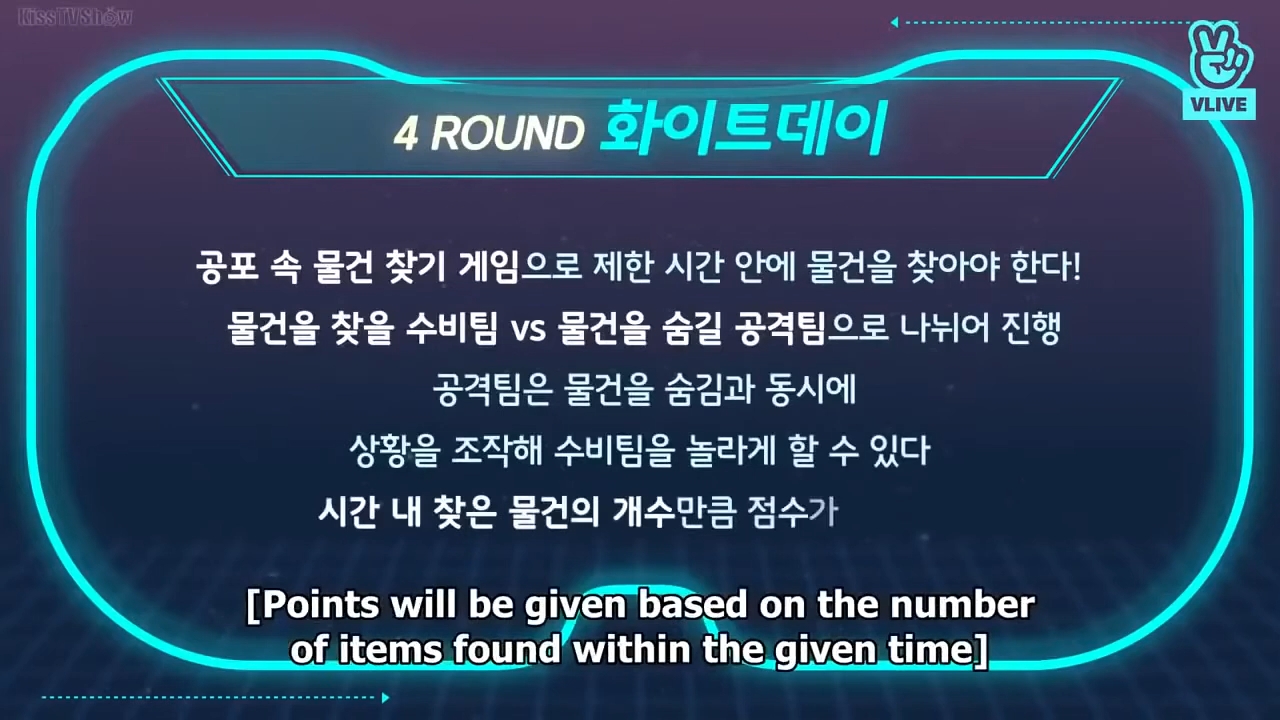 KissTVShow
VLIVE
4 ROUND 화이트데이
공포 속 물건 찾기 게임으로 제한 시간 안에 물건을 찾아야 한다!
물건을 찾을 수비팀 vs 물건을 숨길 공격팀으로 나뉘어 진행
공격팀은 물건을 숨김과 동시에
상황을 조작해 수비팀을 놀라게 할 수 있다
시간 내 찾은 물건의 개수만큼 점수가
[Points will be given based on the number
of items found within the given time]